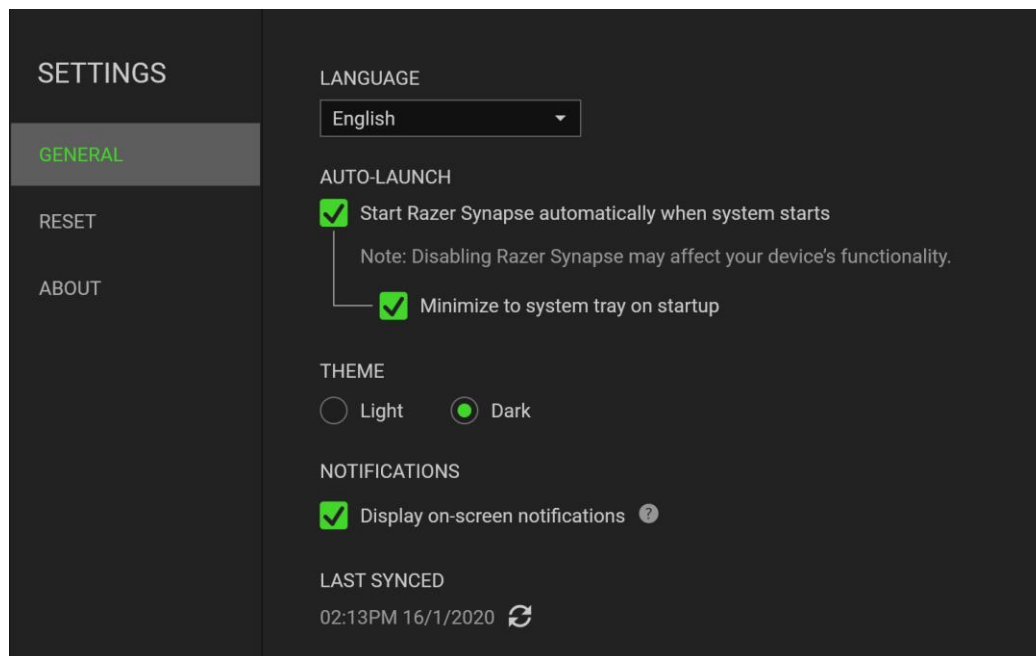 SETTINGS
GENERAL
RESET
ABOUT
LANGUAGE
English
AUTO-LAUNCH
Start Razer Synapse automatically when system starts
Note: Disabling Razer Synapse may affect your device’s functionality.
Minimize to system tray on startup
THEME
Light Dark
NOTIFICATIONS
Display on-screen notifications ?
LAST SYNCED
02:13PM 16/1/2020